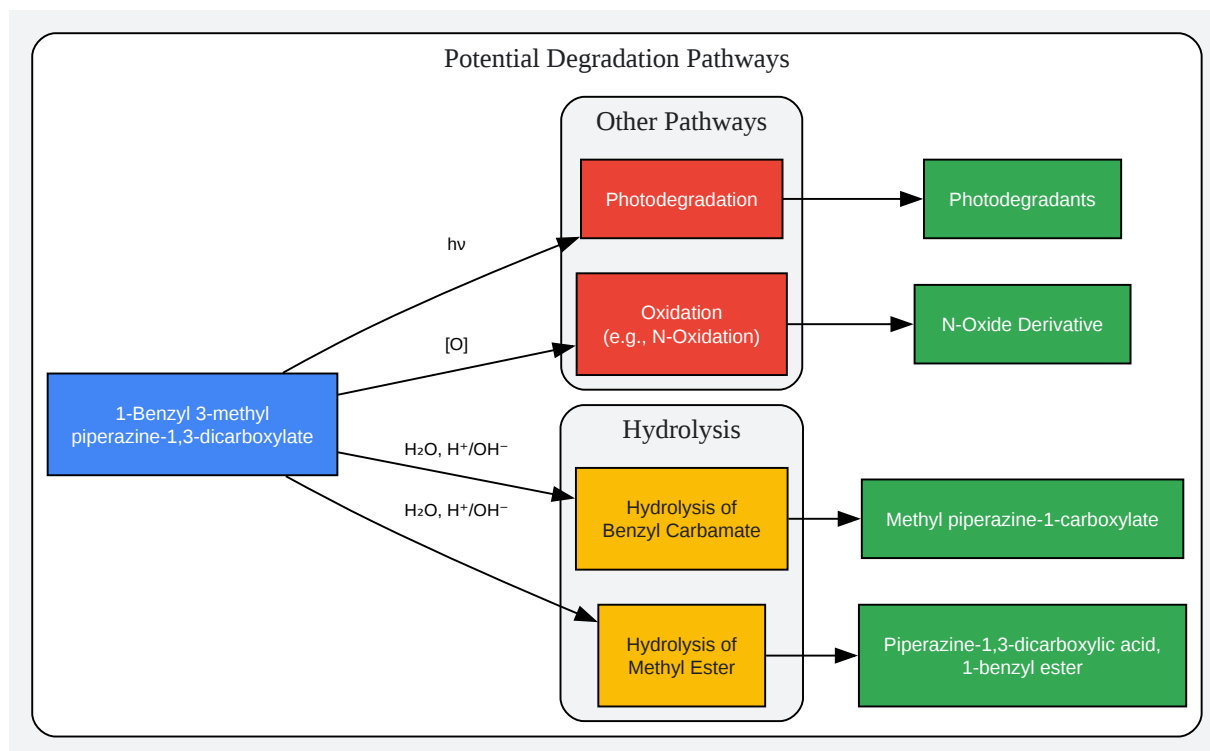 Potential Degradation Pathways
Other Pathways
Photodegradation
Photodegradants
hν
Oxidation
(e.g., N-Oxidation)
N-Oxide Derivative
[O]
1-Benzyl 3-methyl
piperazine-1,3-dicarboxylate
Hydrolysis
H₂O, H⁺/OH⁻
Hydrolysis of
Benzyl Carbamate
Methyl piperazine-1-carboxylate
H₂O, H⁺/OH⁻
Hydrolysis of
Methyl Ester
Piperazine-1,3-dicarboxylic acid,
1-benzyl ester